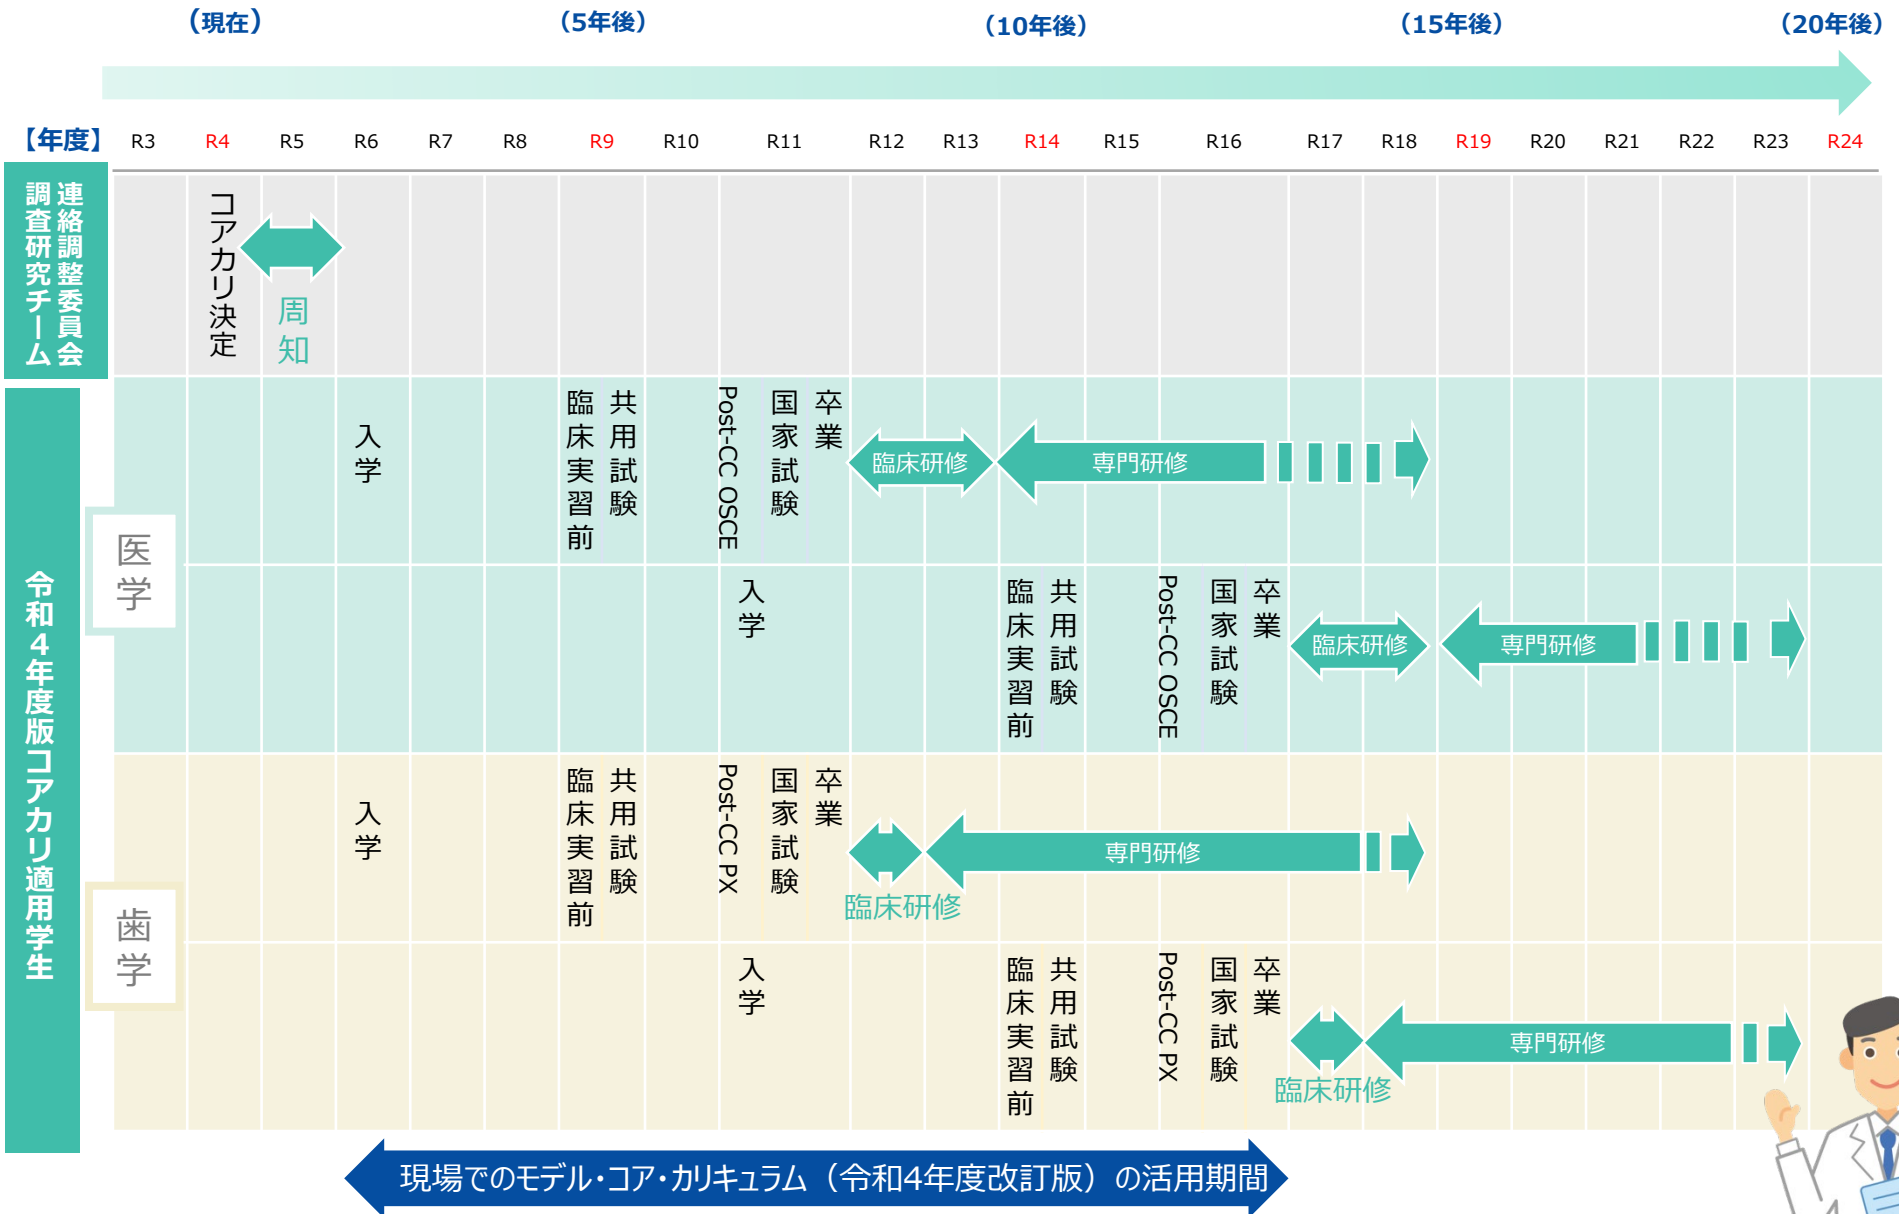 （現在）
（5年後）
（10年後）
（15年後）
（20年後）
【年度】 R3 R4 R5 R6 R7 R8 R9 R10 R11 R12 R13 R14 R15 R16 R17 R18 R19 R20 R21 R22 R23 R24
連絡調整委員会
調査研究チーム
コアカリ決定
周知
令和４年度版コアカリ適用学生
医学
入学
臨床実習前
共用試験
Post-CC OSCE
国家試験
卒業
臨床研修
専門研修
入学
臨床実習前
共用試験
Post-CC OSCE
国家試験
卒業
臨床研修
専門研修
歯学
入学
臨床実習前
共用試験
Post-CC PX
国家試験
卒業
臨床研修
専門研修
入学
臨床実習前
共用試験
Post-CC PX
国家試験
卒業
臨床研修
専門研修
現場でのモデル・コア・カリキュラム（令和4年度改訂版）の活用期間